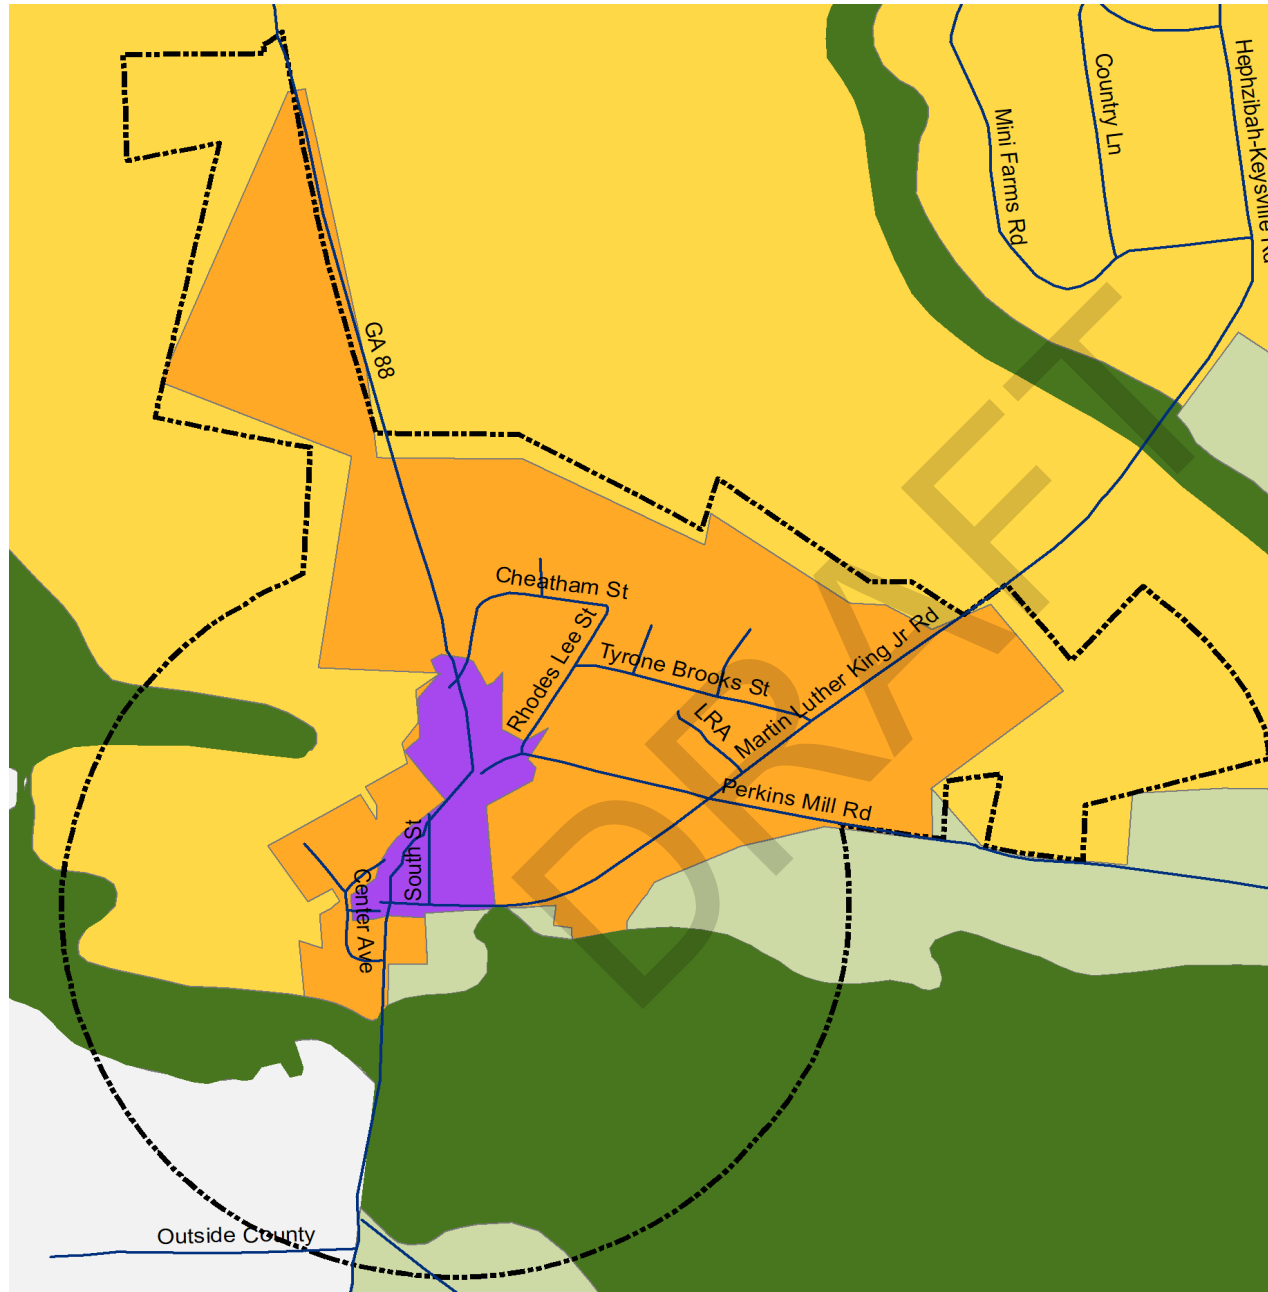 Hephzibah-Keysville Rd
Country Ln
Mini Farms Rd
GA 88
Cheatham St
Rhodes Lee St
Tyrone Brooks St
Martin Luther King Jr Rd
LRA
Perkins Mill Rd
South St
Center Ave
Outside County
DRAFT